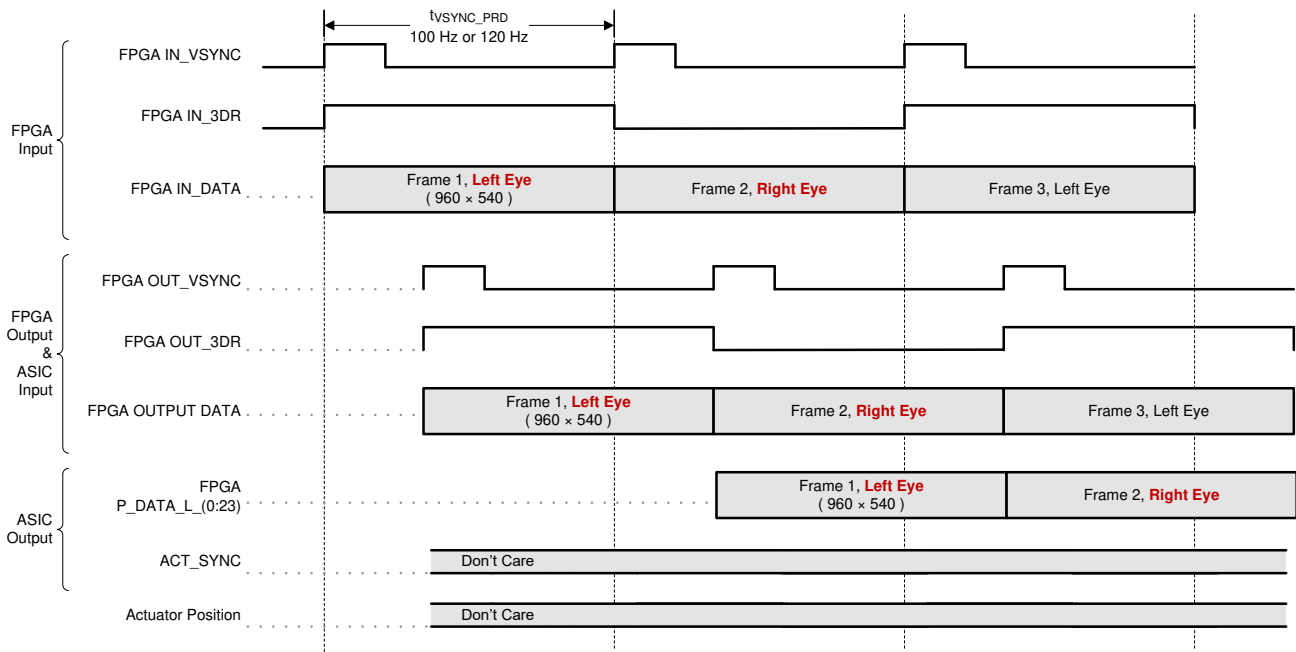 tVSYNC_PRD
100 Hz or 120 Hz
FPGA IN_VSYNC
FPGA IN_3DR
FPGA
Input
FPGA IN_DATA
Frame 1, Left Eye
( 960 × 540 )
Frame 2, Right Eye
Frame 3, Left Eye
FPGA OUT_VSYNC
FPGA
Output
&
ASIC
Input
FPGA OUT_3DR
FPGA OUTPUT DATA
Frame 1, Left Eye
( 960 × 540 )
Frame 2, Right Eye
Frame 3, Left Eye
FPGA
P_DATA_L_(0:23)
Frame 1, Left Eye
( 960 × 540 )
Frame 2, Right Eye
ASIC
Output
ACT_SYNC
Don't Care
Actuator Position
Don't Care